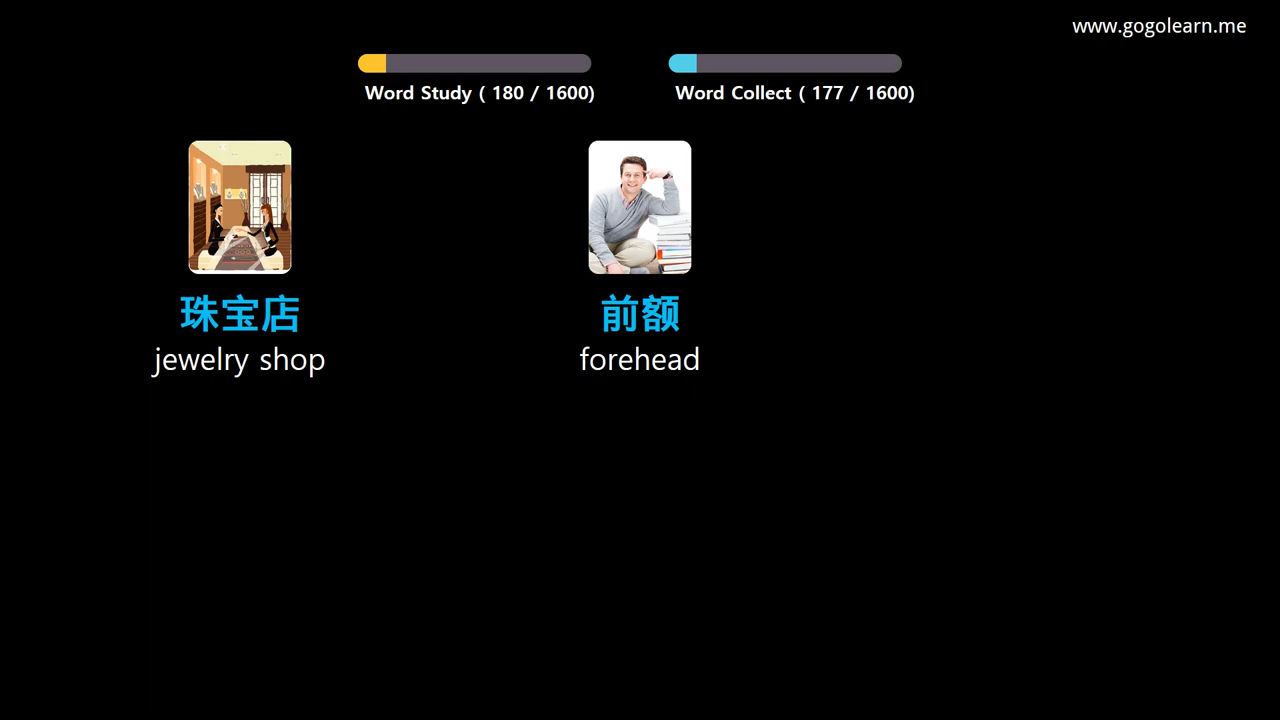 www.gogolearn.me
Word Study ( 180 / 1600)
Word Collect ( 177 / 1600)
珠宝店
jewelry shop
前额
forehead